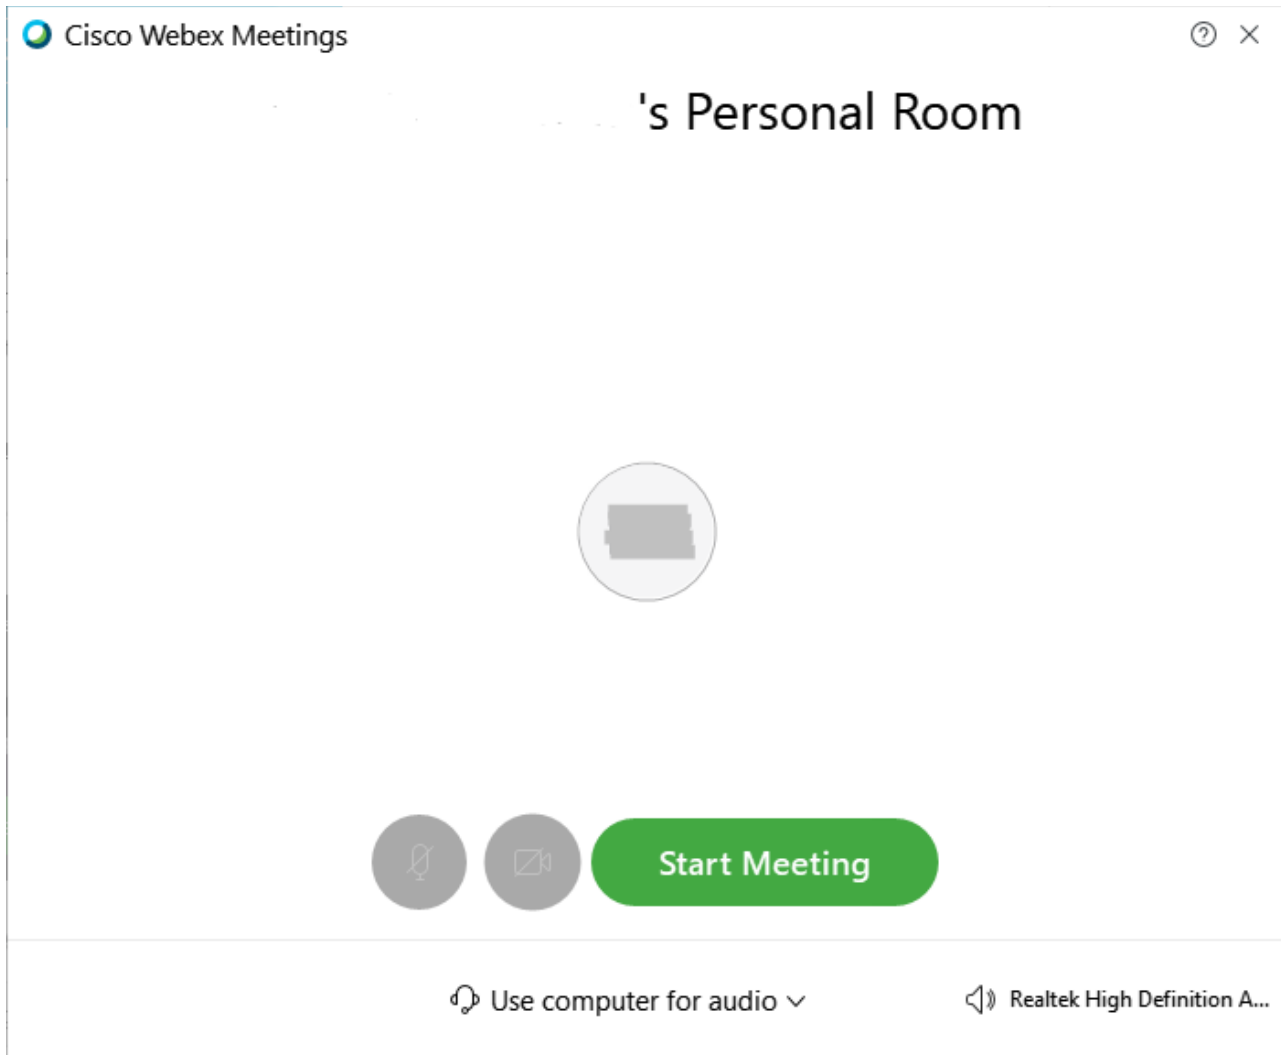 Cisco Webex Meetings
's Personal Room
Start Meeting
Use computer for audio
Realtek High Definition A...